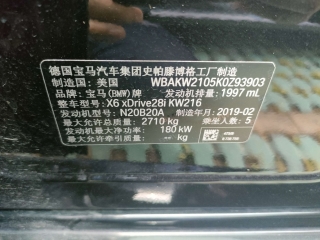 德国宝马汽车集团史帕滕博格工厂制造
制造国：美国 WBAKW2105K0Z93903
品牌：宝马(BMW)牌 排量：1997 mL
整车型号：X6 xDrive28i KW216
发动机型号：N20B20A 制造年月：2019-02
最大允许总质量：2710 kg 乘坐人数：5
发动机最大净功率：180 kW
最大允许牵引质量：-- kg